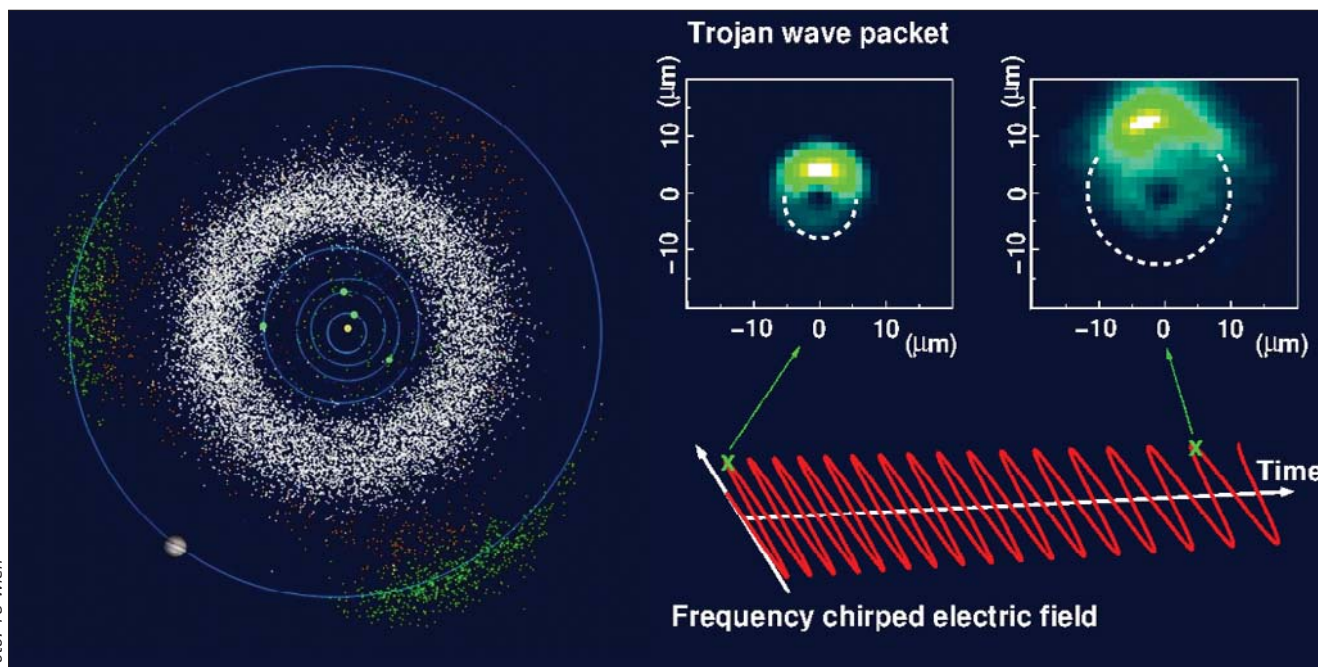 Trojan wave packet
(μm)
10
0
−10
−10 0 10
(μm)
(μm)
10
0
−10
−10 0 10
(μm)
x
x
Time
Frequency chirped electric field